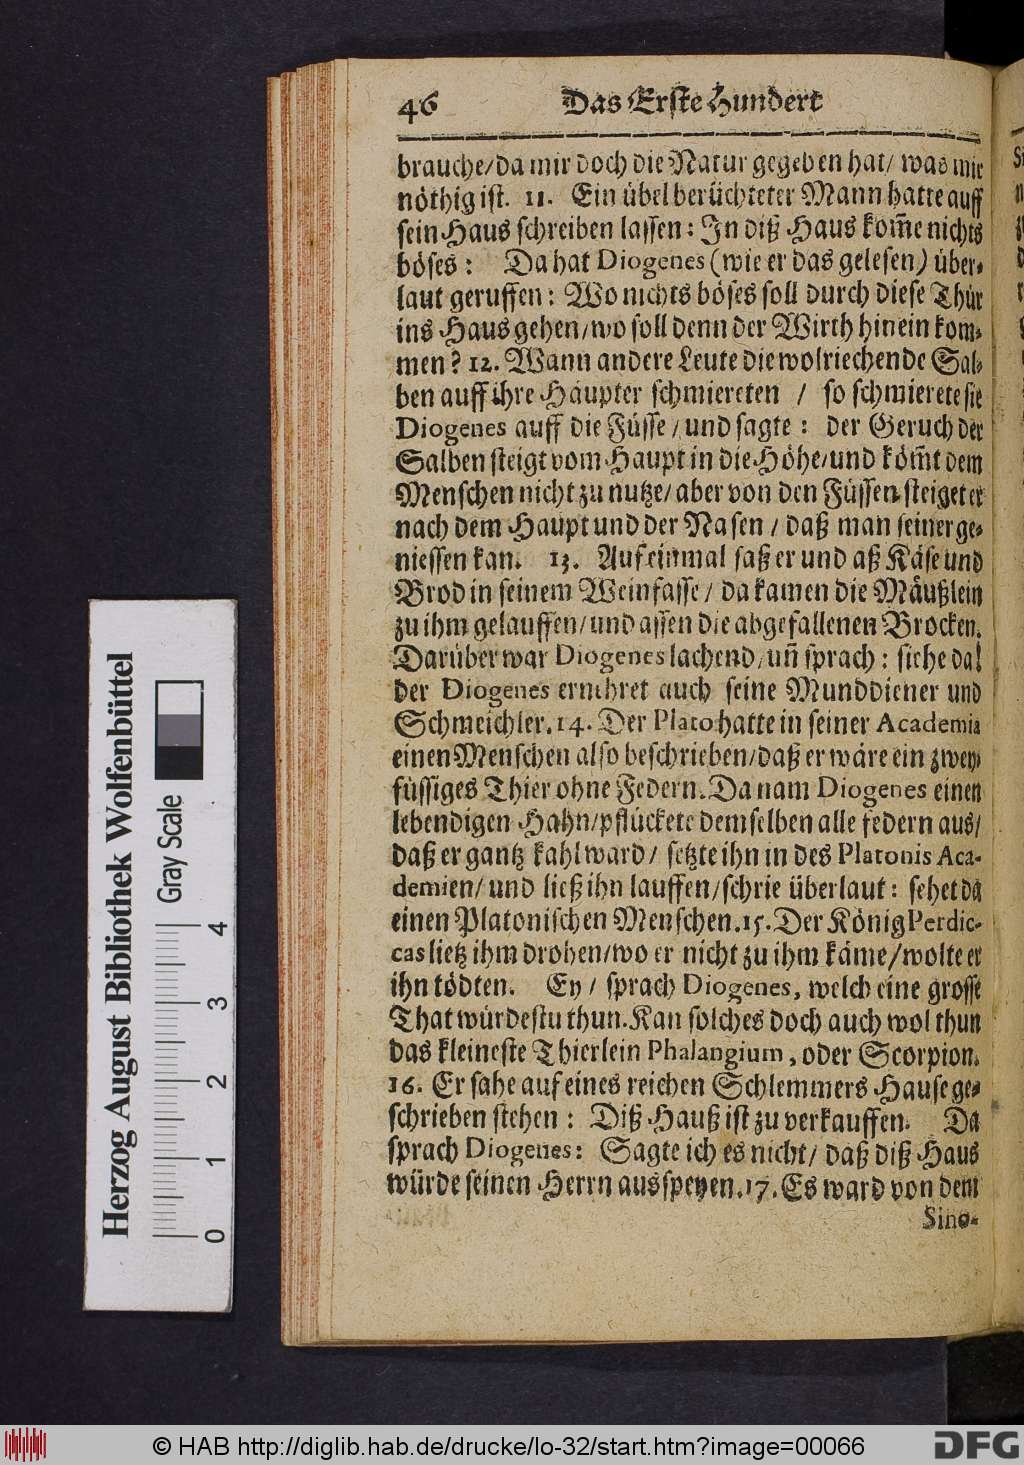 46 Das Erste Hundert
brauche/ da mir doch die Natur gegeben hat/ was mir
nöthig ist. 11. Ein übel berüchteter Mann hatte auff
sein Haus schreiben lassen: In diß Haus kom̃e nichts
böses: Da hat Diogenes (wie er das gelesen) über-
laut geruffen: Wo nichts böses soll durch diese Thür
ins Haus gehen/ wo soll denn der Wirth hinein kom-
men? 12. Wann andere Leute die wolriechende Sal-
ben auff ihre Häupter schmiereten / so schmierete sie
Diogenes auff die Füsse/ und sagte: der Geruch der
Salben steigt vom Haupt in die Höhe/ und köm̃t dem
Menschen nicht zu nutze/ aber von den Füssen steiget er
nach dem Haupt und der Nasen / daß man seiner ge-
niessen kan. 13. Auf einmal saß er und aß Käse und
Brod in seinem Weinfasse/ da kamen die Mäußlein
zu ihm gelauffen/ und assen die abgefallenen Brocken.
Darüber war Diogenes lachend/ uñ sprach: siehe da!
der Diogenes ernehret auch seine Munddiener und
Schmeichler. 14. Der Plato hatte in seiner Academia
einen Menschen also beschrieben/ daß er wäre ein zwey-
füssiges Thier ohne Federn. Da nam Diogenes einen
lebendigen Hahn/ pflückete demselben alle federn aus/
daß er gantz kahl ward/ setzte ihn in des Platonis Aca-
demien/ und ließ ihn lauffen/ schrie überlaut: sehet da
einen Platonischen Menschen. 15. Der König Perdic-
cas lietz ihm drohen/ wo er nicht zu ihm käme/ wolte er
ihn tödten. Ey / sprach Diogenes, welch eine grosse
That würdestu thun. Kan solches doch auch wol thun
das kleineste Thierlein Phalangium, oder Scorpion.
16. Er sahe auf eines reichen Schlemmers Hause ge-
schrieben stehen: Diß Hauß ist zu verkauffen. Da
sprach Diogenes: Sagte ich es nicht/ daß diß Haus
würde seinen Herrn ausspeyen. 17. Es ward von dem
Sino-
Herzog August Bibliothek Wolfenbüttel
Gray Scale
0 1 2 3 4
© HAB http://diglib.hab.de/drucke/lo-32/start.htm?image=00066
DFG